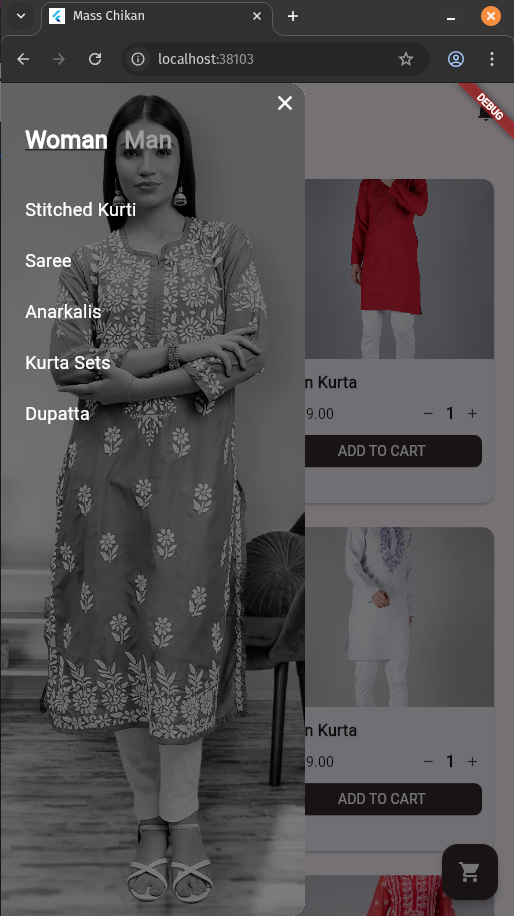 Mass Chikan
localhost:38103
DEBUG
Woman Man
Stitched Kurti
Saree
Anarkalis
Kurta Sets
Dupatta
n Kurta
9.00
− 1 +
ADD TO CART
n Kurta
9.00
− 1 +
ADD TO CART